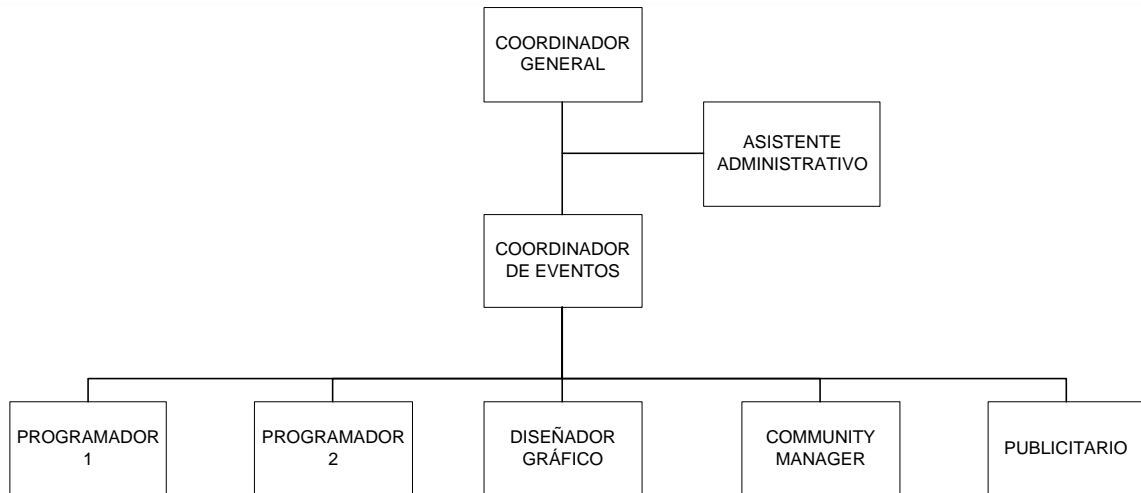 COORDINADOR
GENERAL
ASISTENTE
ADMINISTRATIVO
COORDINADOR
DE EVENTOS
PROGRAMADOR
1
PROGRAMADOR
2
DISEÑADOR
GRÁFICO
COMMUNITY
MANAGER
PUBLICITARIO